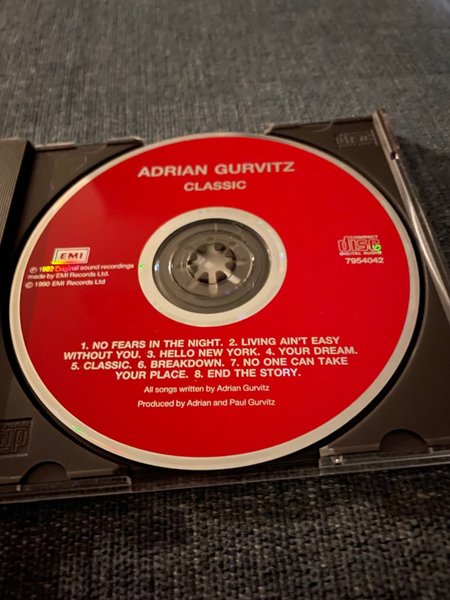 ADRIAN GURVITZ
CLASSIC
EMI
℗ 1982 Original sound recordings
made by EMI Records Ltd.
© 1990 EMI Records Ltd
COMPACT
disc
DIGITAL AUDIO
7954042
1. NO FEARS IN THE NIGHT. 2. LIVING AIN'T EASY
WITHOUT YOU. 3. HELLO NEW YORK. 4. YOUR DREAM.
5. CLASSIC. 6. BREAKDOWN. 7. NO ONE CAN TAKE
YOUR PLACE. 8. END THE STORY.
All songs written by Adrian Gurvitz
Produced by Adrian and Paul Gurvitz